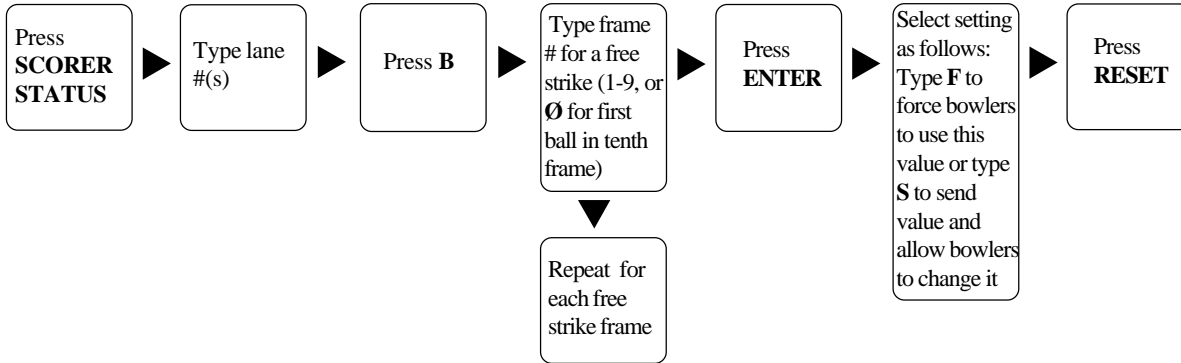 Press
SCORER
STATUS
Type lane
#(s)
Press B
Type frame
# for a free
strike (1-9, or
Ø for first
ball in tenth
frame)
Repeat for
each free
strike frame
Press
ENTER
Select setting
as follows:
Type F to
force bowlers
to use this
value or type
S to send
value and
allow bowlers
to change it
Press
RESET